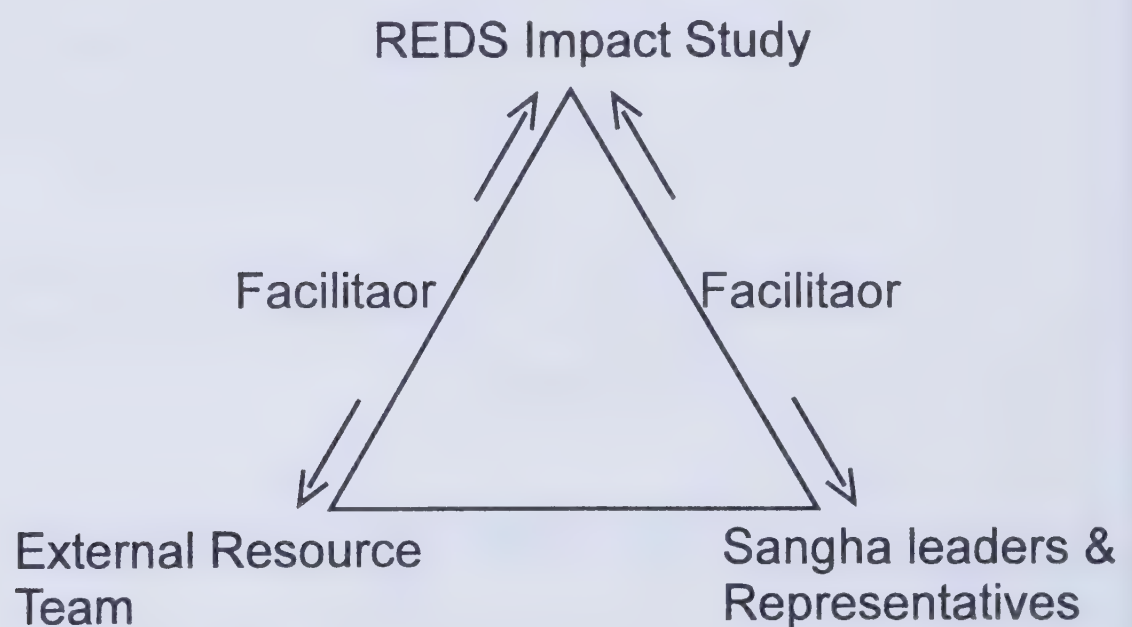 REDS Impact Study
Facilitaor
Facilitaor
External Resource
Team
Sangha leaders &
Representatives